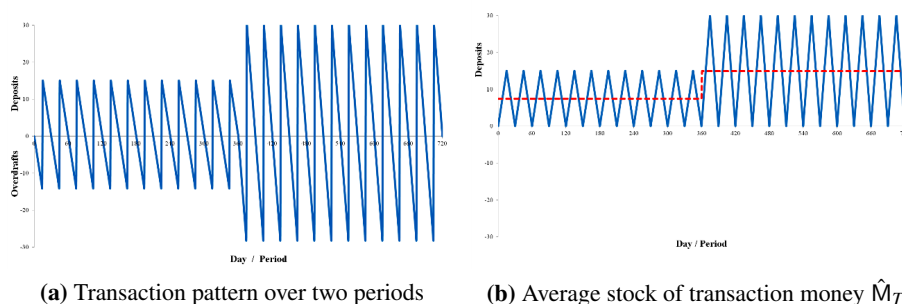 30
20
10
0
10
20
30
Deposits
Overdrafts
0 60 120 180 240 300 360 420 480 540 600 660 720
Day / Period
30
20
10
0
10
20
30
Deposits
0 60 120 180 240 300 360 420 480 540 600 660
Day / Period
(a) Transaction pattern over two periods
(b) Average stock of transaction money M̂_T